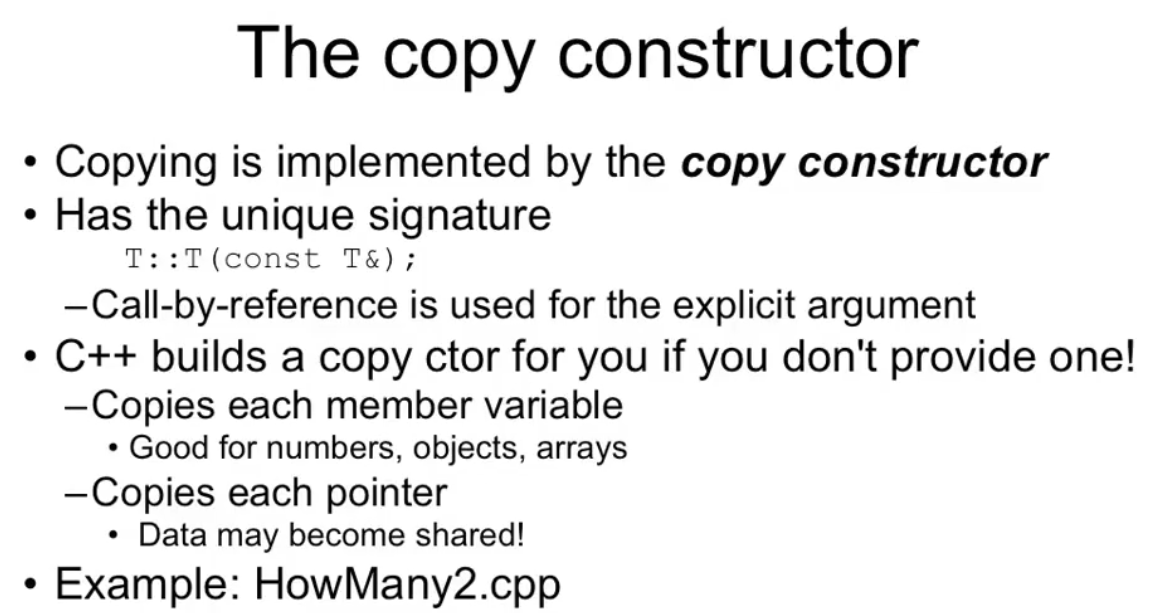 The copy constructor
• Copying is implemented by the copy constructor
• Has the unique signature
T::T(const T&);
–Call-by-reference is used for the explicit argument
• C++ builds a copy ctor for you if you don't provide one!
–Copies each member variable
• Good for numbers, objects, arrays
–Copies each pointer
• Data may become shared!
• Example: HowMany2.cpp